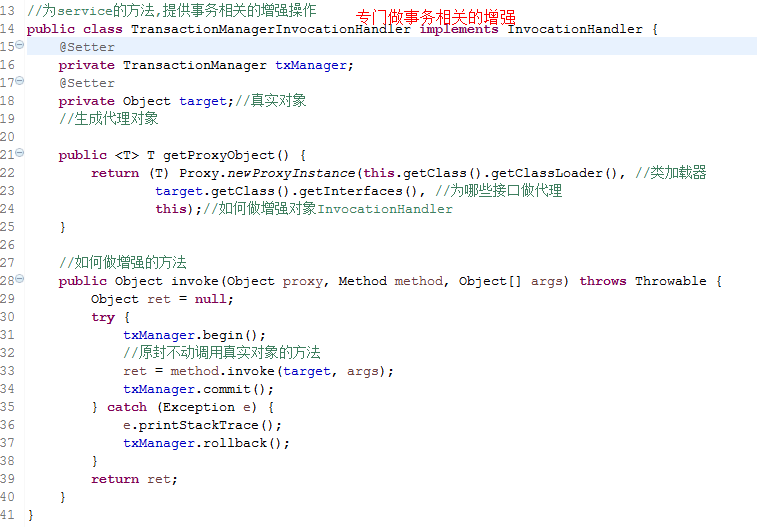 13 //为service的方法,提供事务相关的增强操作
专门做事务相关的增强
14 public class TransactionManagerInvocationHandler implements InvocationHandler {
15 @Setter
16 private TransactionManager txManager;
17 @Setter
18 private Object target;//真实对象
19 //生成代理对象
20
21 public <T> T getProxyObject() {
22 return (T) Proxy.newProxyInstance(this.getClass().getClassLoader(), //类加载器
23 target.getClass().getInterfaces(), //为哪些接口做代理
24 this);//如何做增强对象InvocationHandler
25 }
26
27 //如何做增强的方法
28 public Object invoke(Object proxy, Method method, Object[] args) throws Throwable {
29 Object ret = null;
30 try {
31 txManager.begin();
32 //原封不动调用真实对象的方法
33 ret = method.invoke(target, args);
34 txManager.commit();
35 } catch (Exception e) {
36 e.printStackTrace();
37 txManager.rollback();
38 }
39 return ret;
40 }
41 }